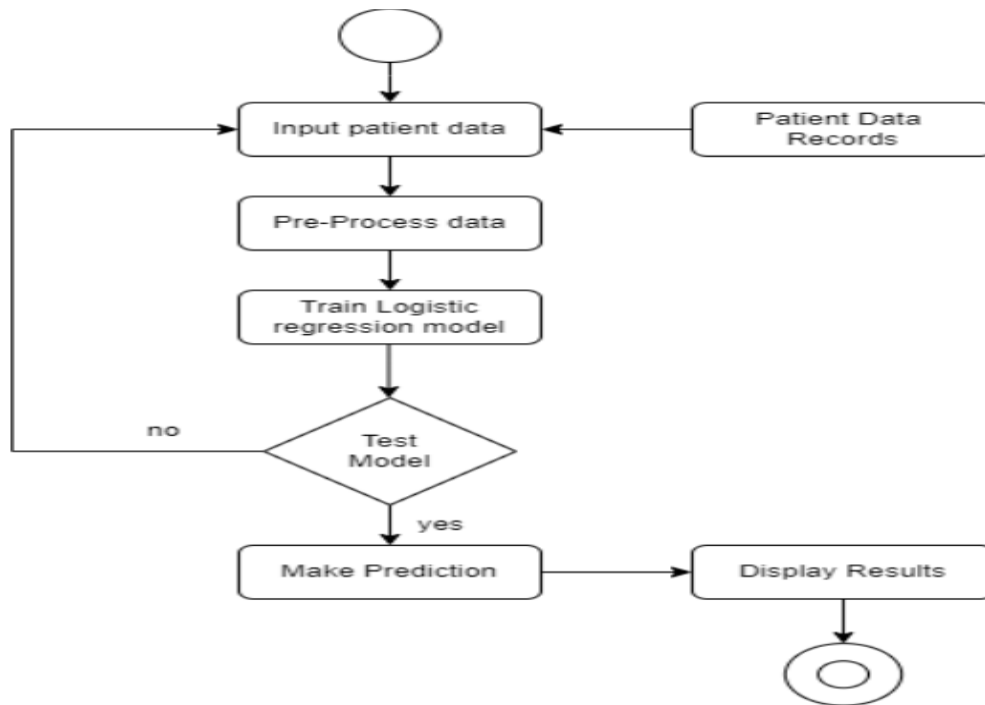 Input patient data
Patient Data
Records
Pre-Process data
Train Logistic
regression model
no
Test
Model
yes
Make Prediction
Display Results